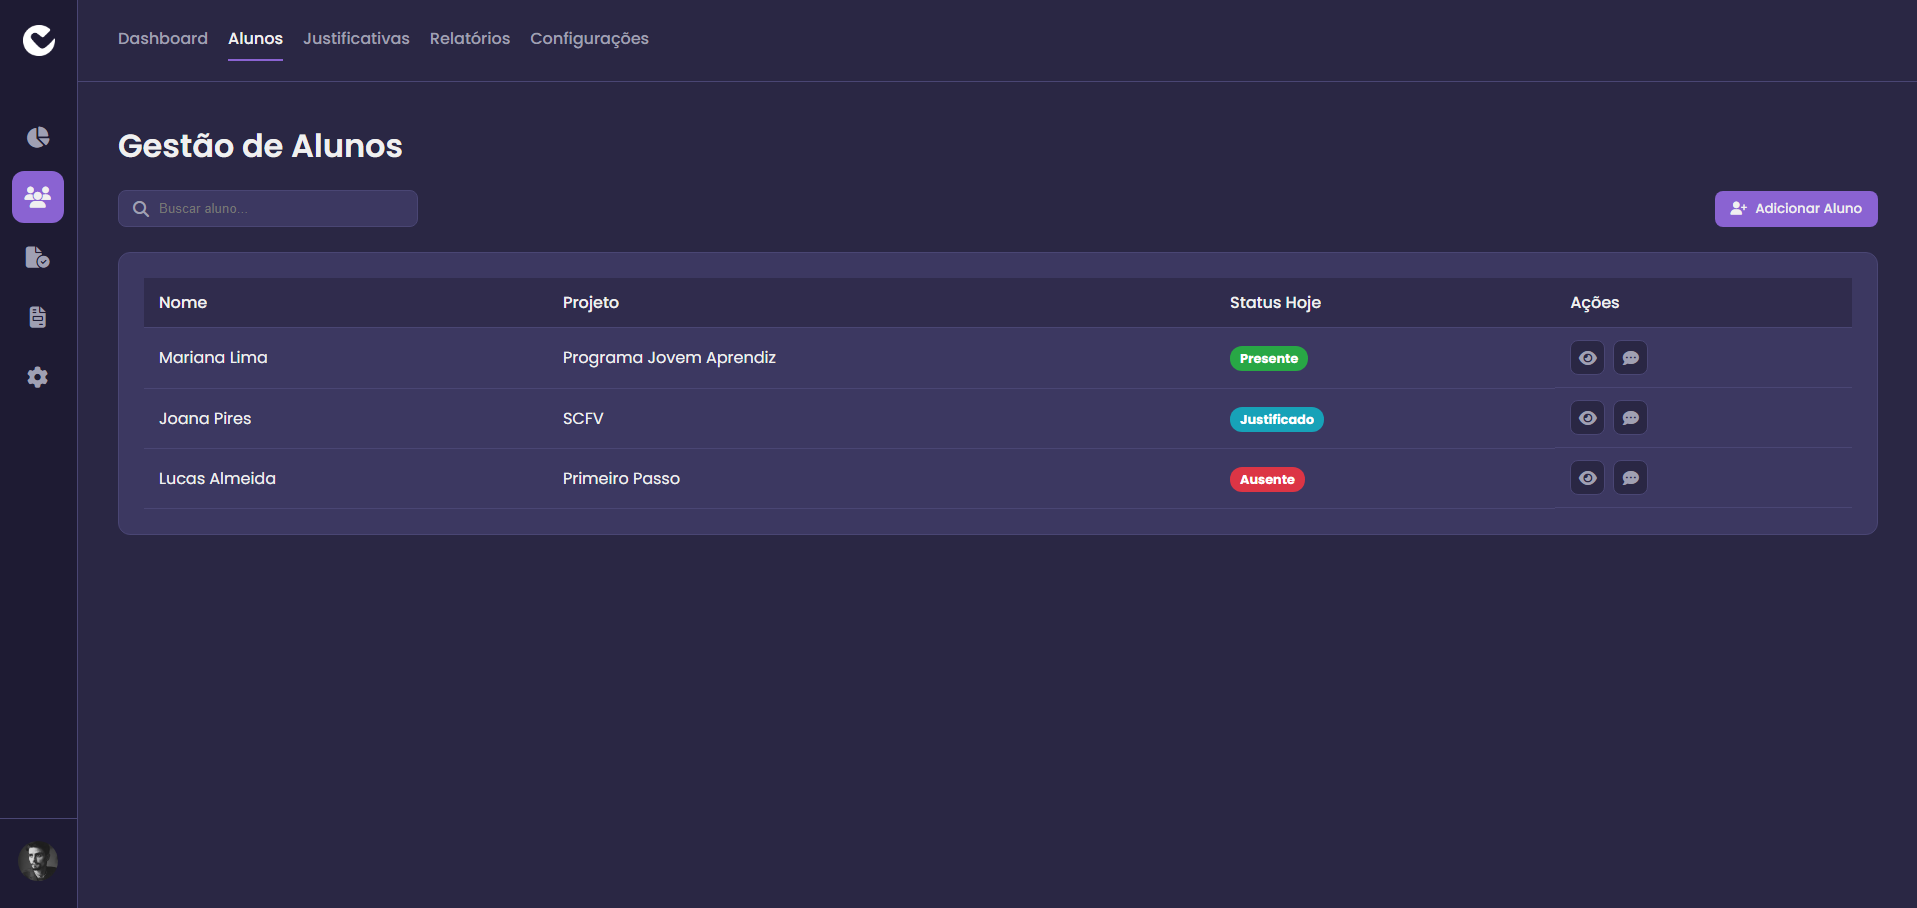 Dashboard Alunos Justificativas Relatórios Configurações
Gestão de Alunos
Buscar aluno...
Adicionar Aluno
Nome Projeto Status Hoje Ações
Mariana Lima Programa Jovem Aprendiz Presente
Joana Pires SCFV Justificado
Lucas Almeida Primeiro Passo Ausente